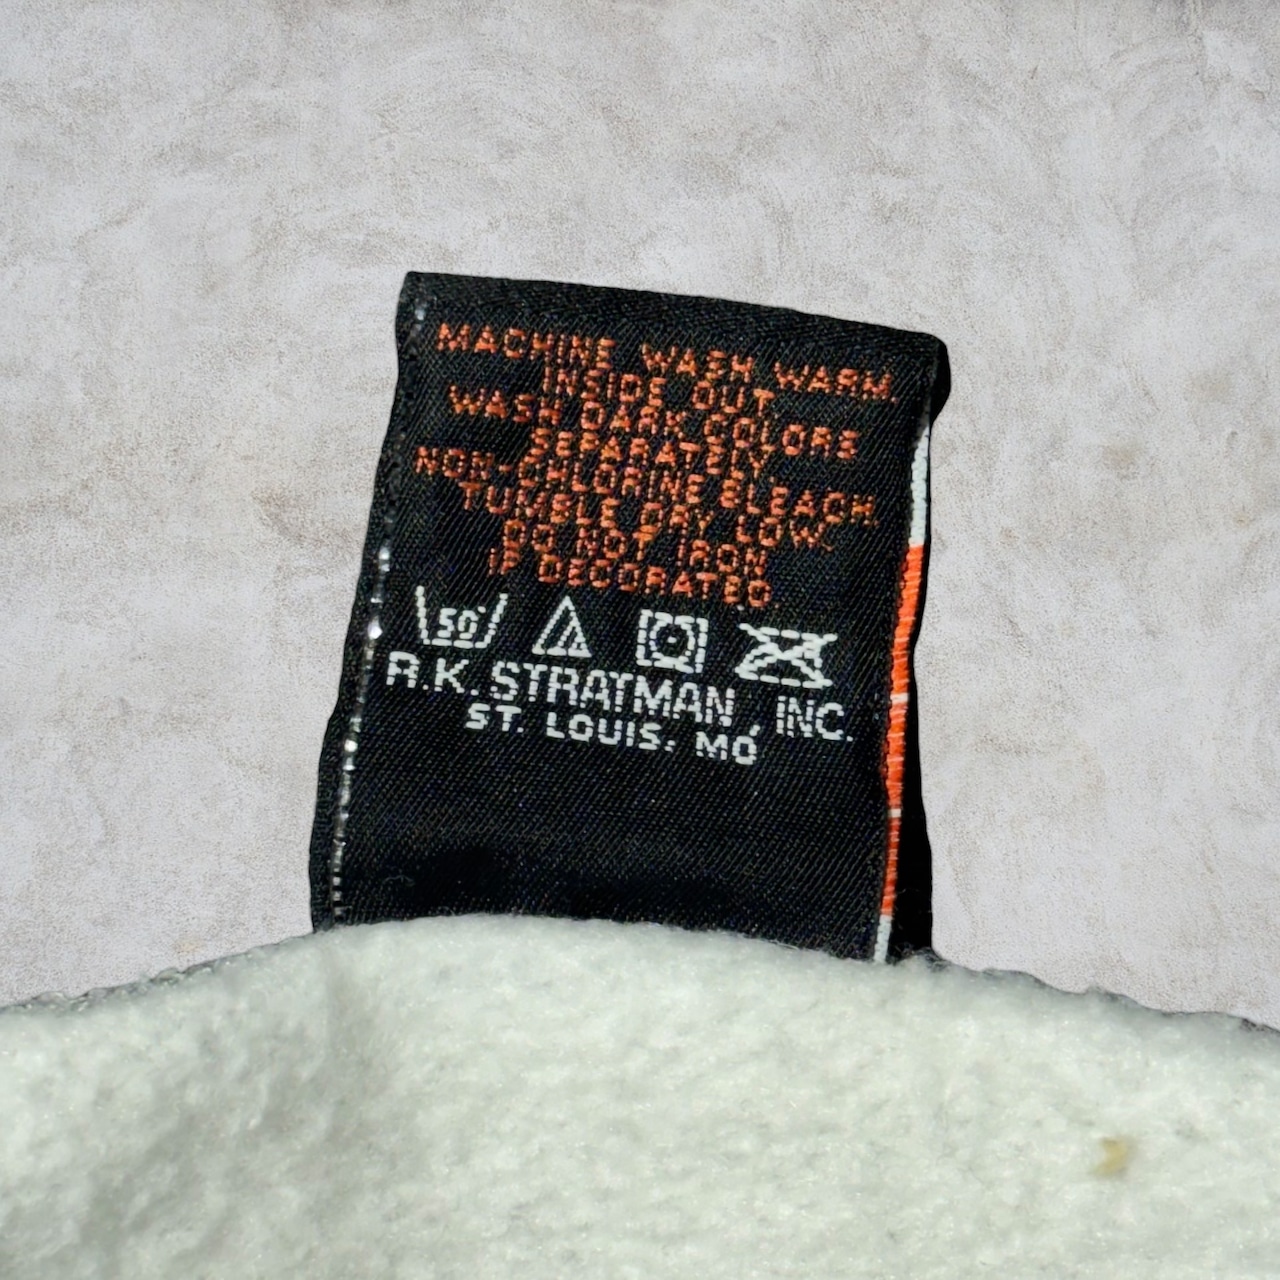 MACHINE WASH WARM,
INSIDE OUT.
WASH DARK COLORS
SEPARATELY
NON-CHLORINE BLEACH.
TUMBLE DRY LOW.
DO NOT IRON
IF DECORATED.
50°
R.K. STRATMAN, INC.
ST. LOUIS, MO